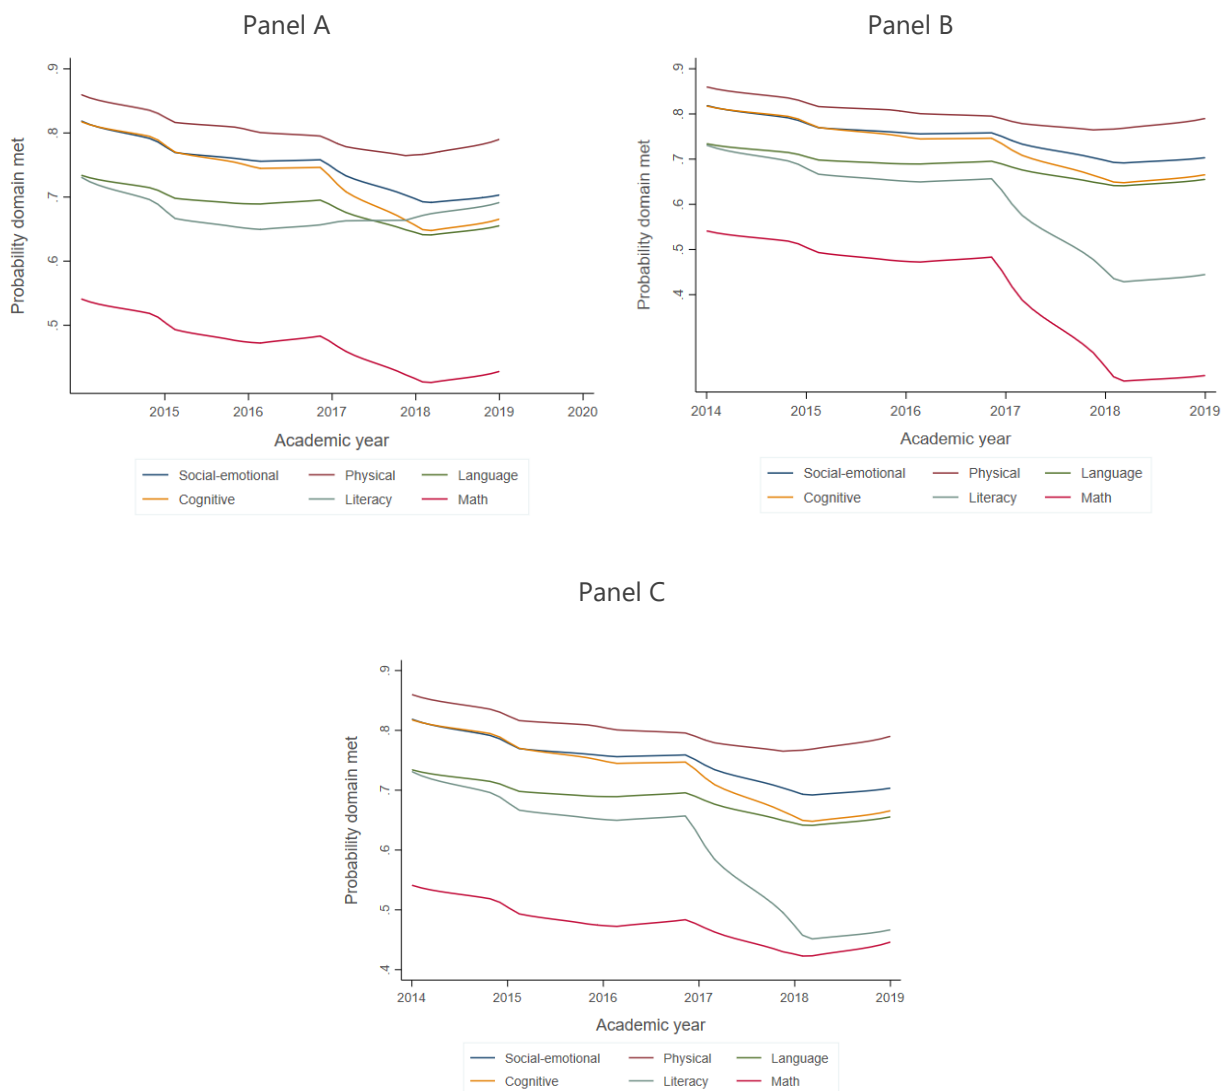 Panel A
Panel B
Probability domain met
.9
.8
.7
.6
.5
2015 2016 2017 2018 2019 2020
Academic year
Social-emotional Physical Language
Cognitive Literacy Math
Probability domain met
.9
.8
.7
.6
.5
.4
2014 2015 2016 2017 2018 2019
Academic year
Social-emotional Physical Language
Cognitive Literacy Math
Panel C
Probability domain met
.9
.8
.7
.6
.5
.4
2014 2015 2016 2017 2018 2019
Academic year
Social-emotional Physical Language
Cognitive Literacy Math